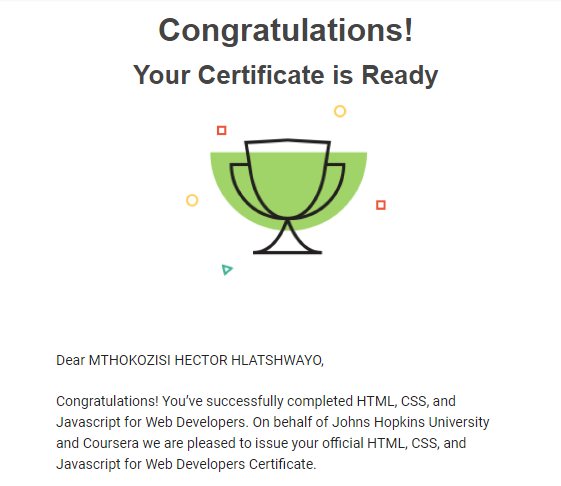 Congratulations!
Your Certificate is Ready
Dear MTHOKOZISI HECTOR HLATSHWAYO,
Congratulations! You’ve successfully completed HTML, CSS, and
Javascript for Web Developers. On behalf of Johns Hopkins University
and Coursera we are pleased to issue your official HTML, CSS, and
Javascript for Web Developers Certificate.